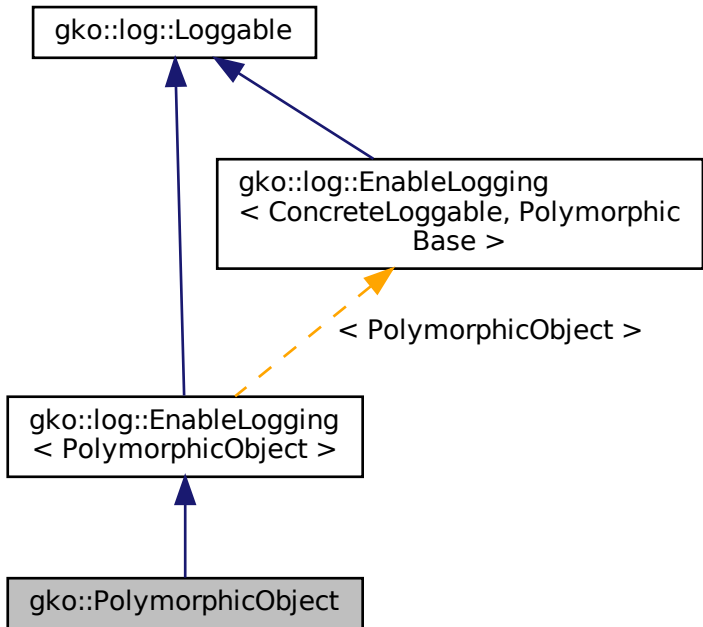 gko::log::Loggable
gko::log::EnableLogging
< ConcreteLoggable, Polymorphic
Base >
< PolymorphicObject >
gko::log::EnableLogging
< PolymorphicObject >
gko::PolymorphicObject